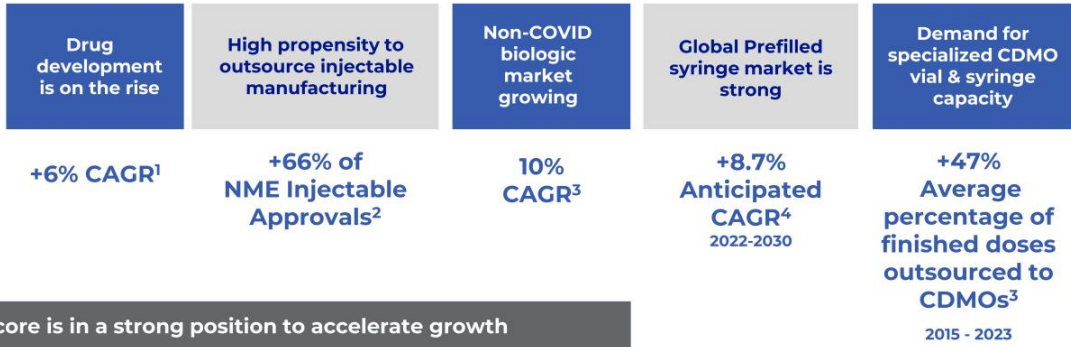 Drug
development
is on the rise
High propensity to
outsource injectable
manufacturing
Non-COVID
biologic
market
growing
Global Prefilled
syringe market is
strong
Demand for
specialized CDMO
vial & syringe
capacity
+6% CAGR¹
+66% of
NME Injectable
Approvals²
10%
CAGR³
+8.7%
Anticipated
CAGR⁴
2022-2030
+47%
Average
percentage of
finished doses
outsourced to
CDMOs³
2015 - 2023
core is in a strong position to accelerate growth